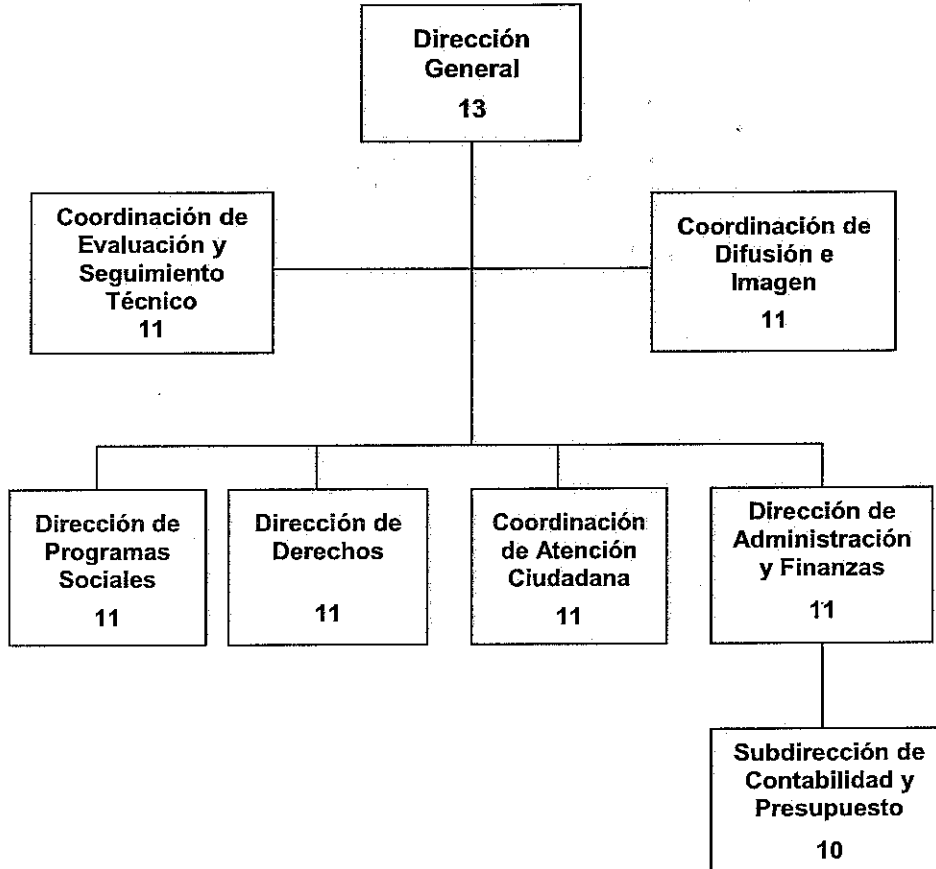 Dirección
General
13
Coordinación de
Evaluación y
Seguimiento
Técnico
11
Coordinación de
Difusión e
Imagen
11
Dirección de
Programas
Sociales
11
Dirección de
Derechos
11
Coordinación
de Atención
Ciudadana
11
Dirección de
Administración
y Finanzas
11
Subdirección de
Contabilidad y
Presupuesto
10